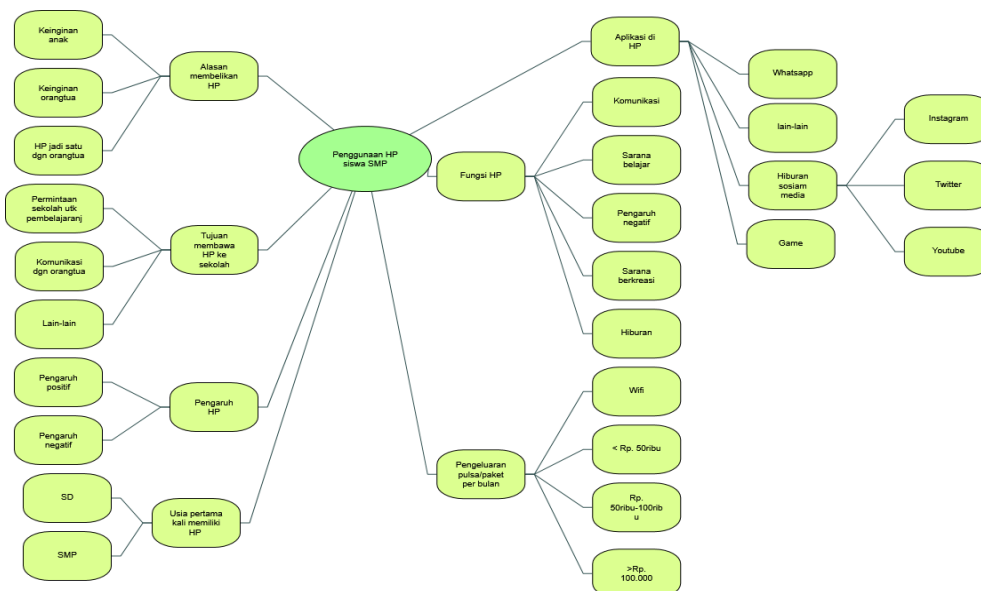 Penggunaan HP
siswa SMP
Alasan
membelikan
HP
Keinginan
anak
Keinginan
orangtua
HP jadi satu
dgn orangtua
Tujuan
membawa
HP ke
sekolah
Permintaan
sekolah utk
pembelajaranj
Komunikasi
dgn orangtua
Lain-lain
Pengaruh
HP
Pengaruh
positif
Pengaruh
negatif
Usia pertama
kali memiliki
HP
SD
SMP
Aplikasi di
HP
Whatsapp
lain-lain
Hiburan
sosiam
media
Instagram
Twitter
Youtube
Game
Fungsi HP
Komunikasi
Sarana
belajar
Pengaruh
negatif
Sarana
berkreasi
Hiburan
Pengeluaran
pulsa/paket
per bulan
Wifi
< Rp. 50ribu
Rp.
50ribu-100rib
u
>Rp.
100.000